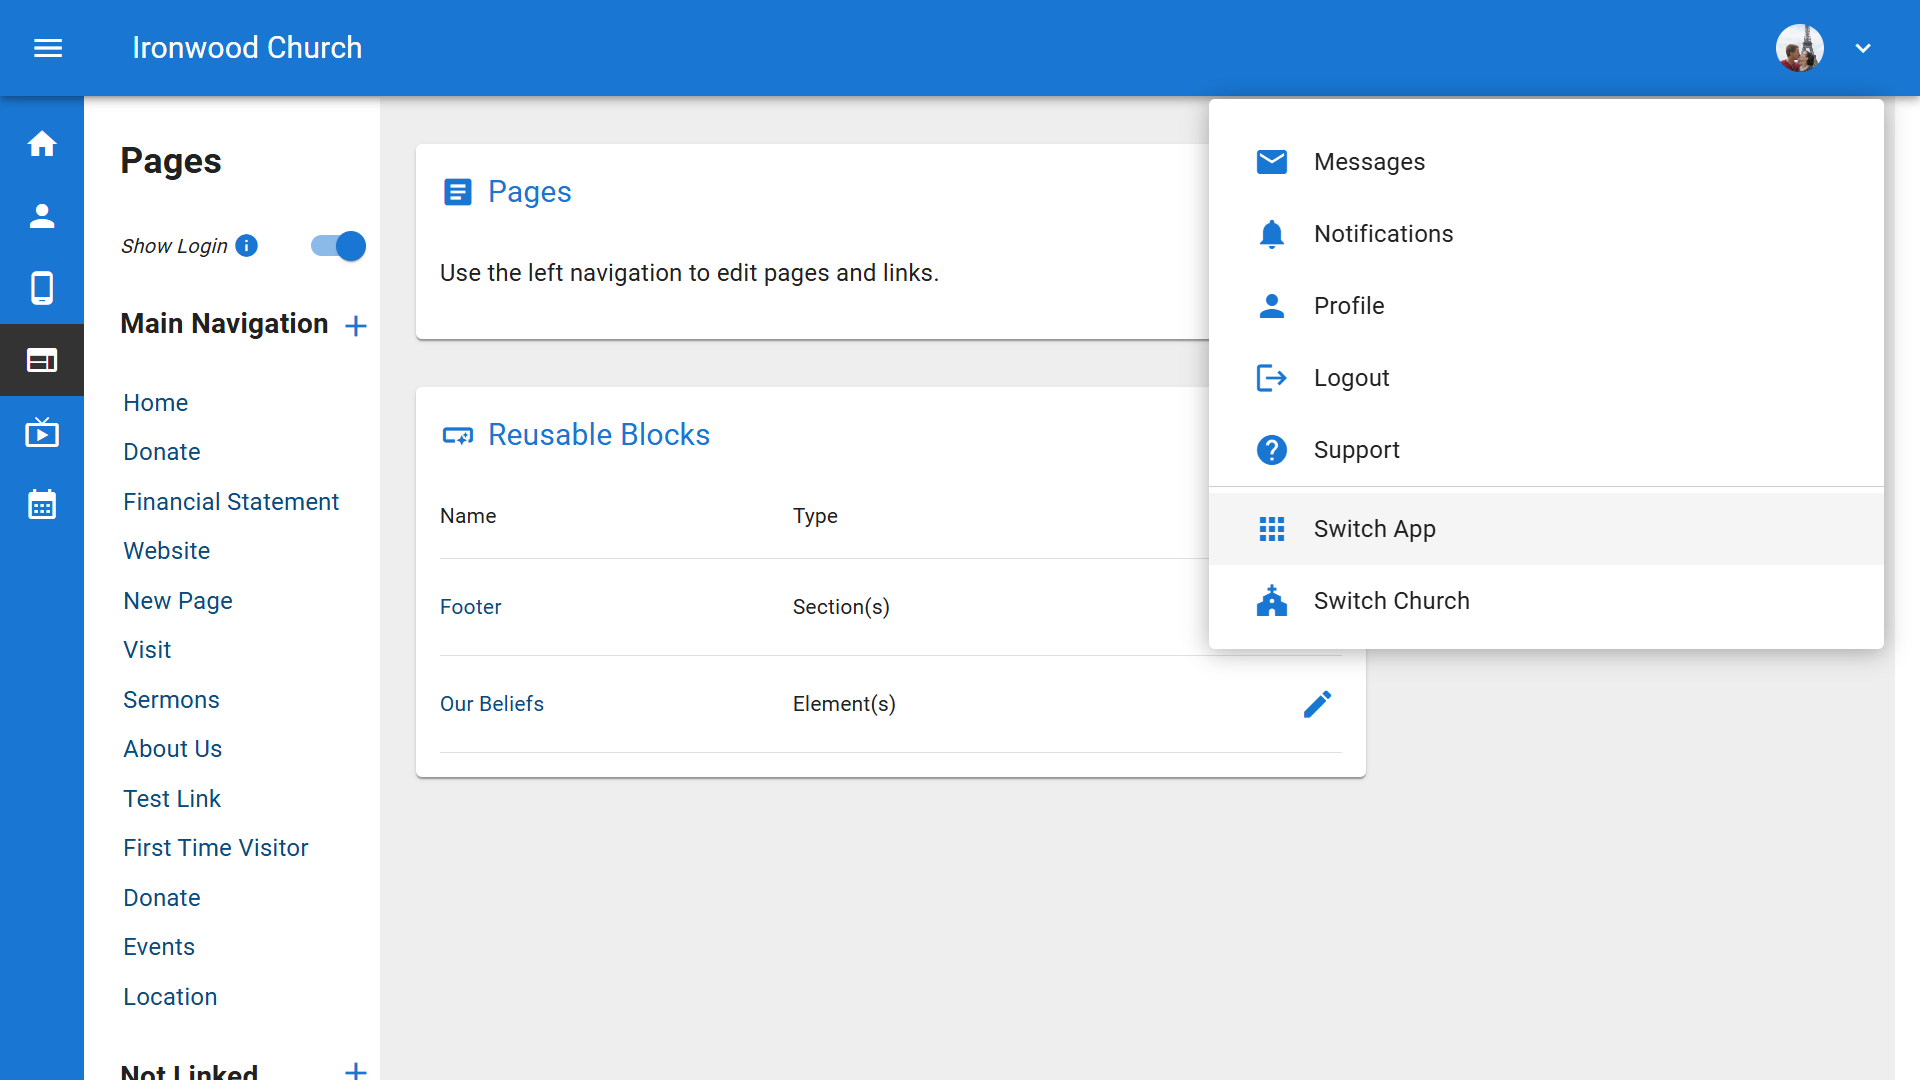 Ironwood Church
Pages
Show Login
Main Navigation
Home
Donate
Financial Statement
Website
New Page
Visit
Sermons
About Us
Test Link
First Time Visitor
Donate
Events
Location
Not Linked
Pages
Use the left navigation to edit pages and links.
Reusable Blocks
Name Type
Footer Section(s)
Our Beliefs Element(s)
Messages
Notifications
Profile
Logout
Support
Switch App
Switch Church